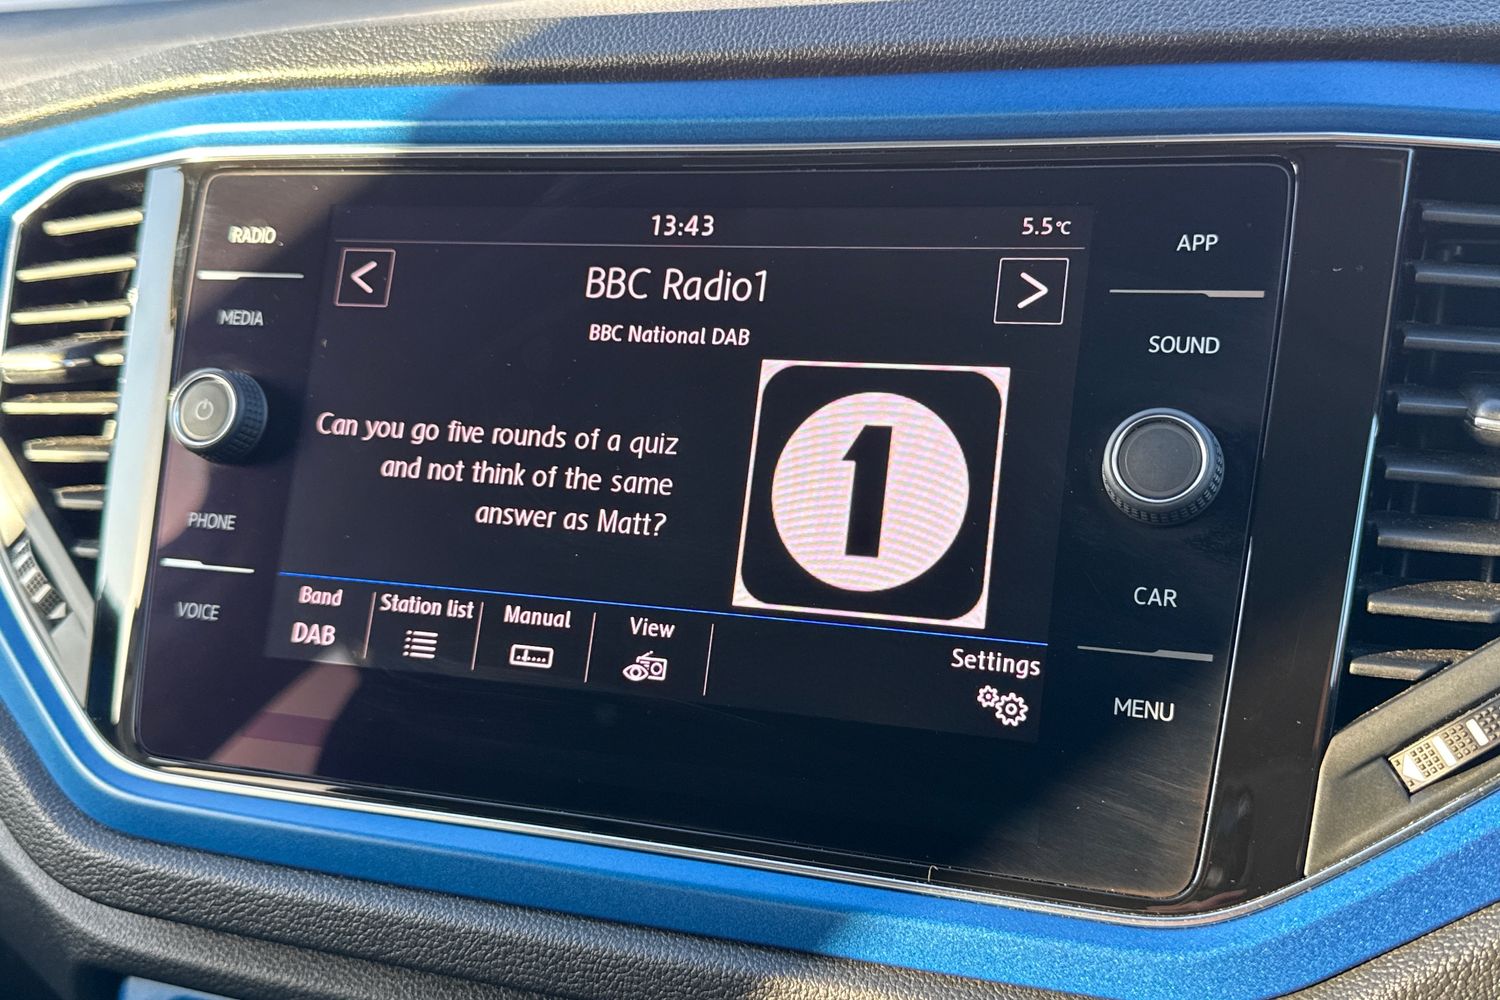 13:43
5.5°C
RADIO
MEDIA
PHONE
VOICE
<
BBC Radio1
>
BBC National DAB
Can you go five rounds of a quiz
and not think of the same
answer as Matt?
1
Band
DAB
Station list
Manual
View
Settings
APP
SOUND
CAR
MENU